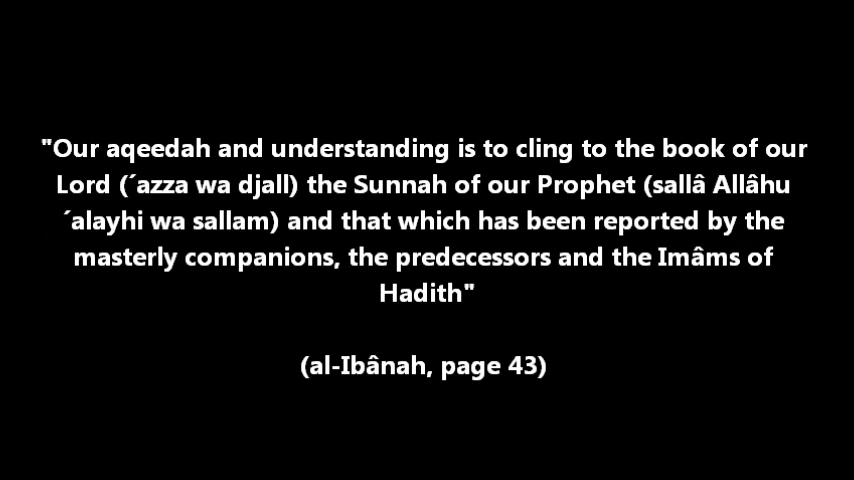 "Our aqeedah and understanding is to cling to the book of our
Lord (´azza wa djall) the Sunnah of our Prophet (sallâ Allâhu
´alayhi wa sallam) and that which has been reported by the
masterly companions, the predecessors and the Imâms of
Hadith"
(al-Ibânah, page 43)